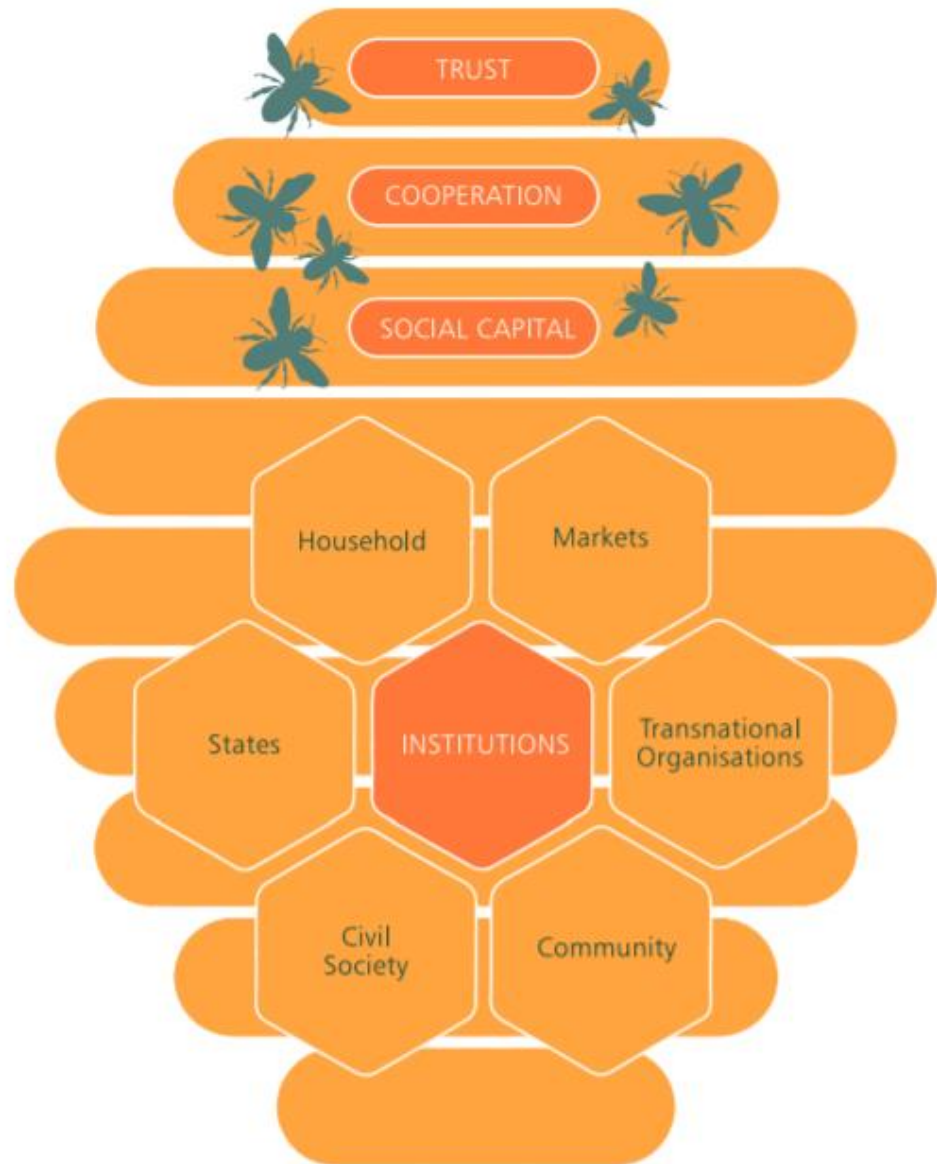 TRUST
COOPERATION
SOCIAL CAPITAL
Household
Markets
States
INSTITUTIONS
Transnational
Organisations
Civil
Society
Community